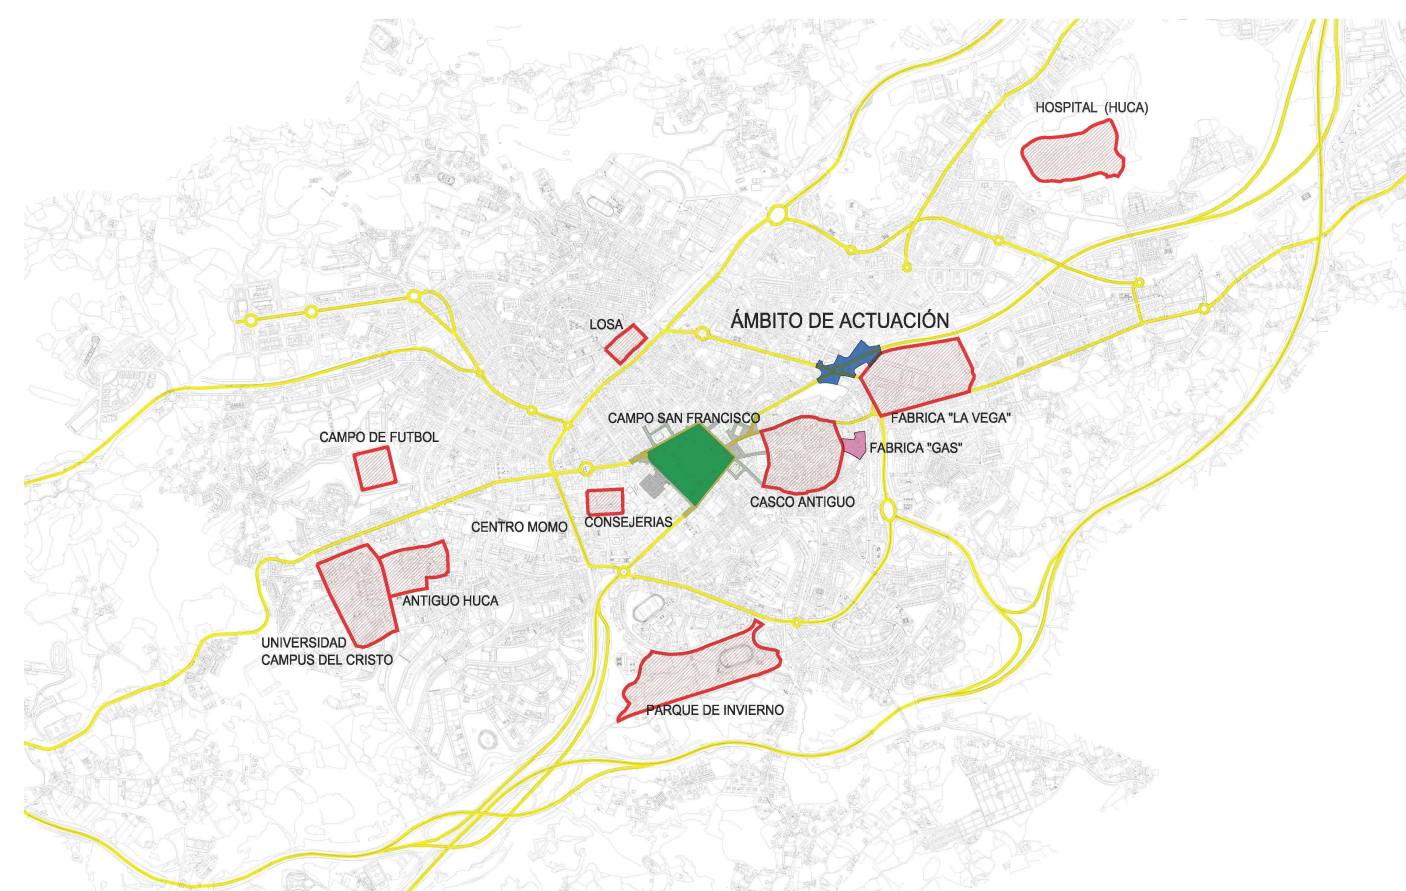 HOSPITAL (HUCA)
ÁMBITO DE ACTUACIÓN
LOSA
CAMPO SAN FRANCISCO
FABRICA "LA VEGA"
CAMPO DE FUTBOL
FABRICA "GAS"
CASCO ANTIGUO
CENTRO MOMO
CONSEJERIAS
ANTIGUO HUCA
UNIVERSIDAD
CAMPUS DEL CRISTO
PARQUE DE INVIERNO